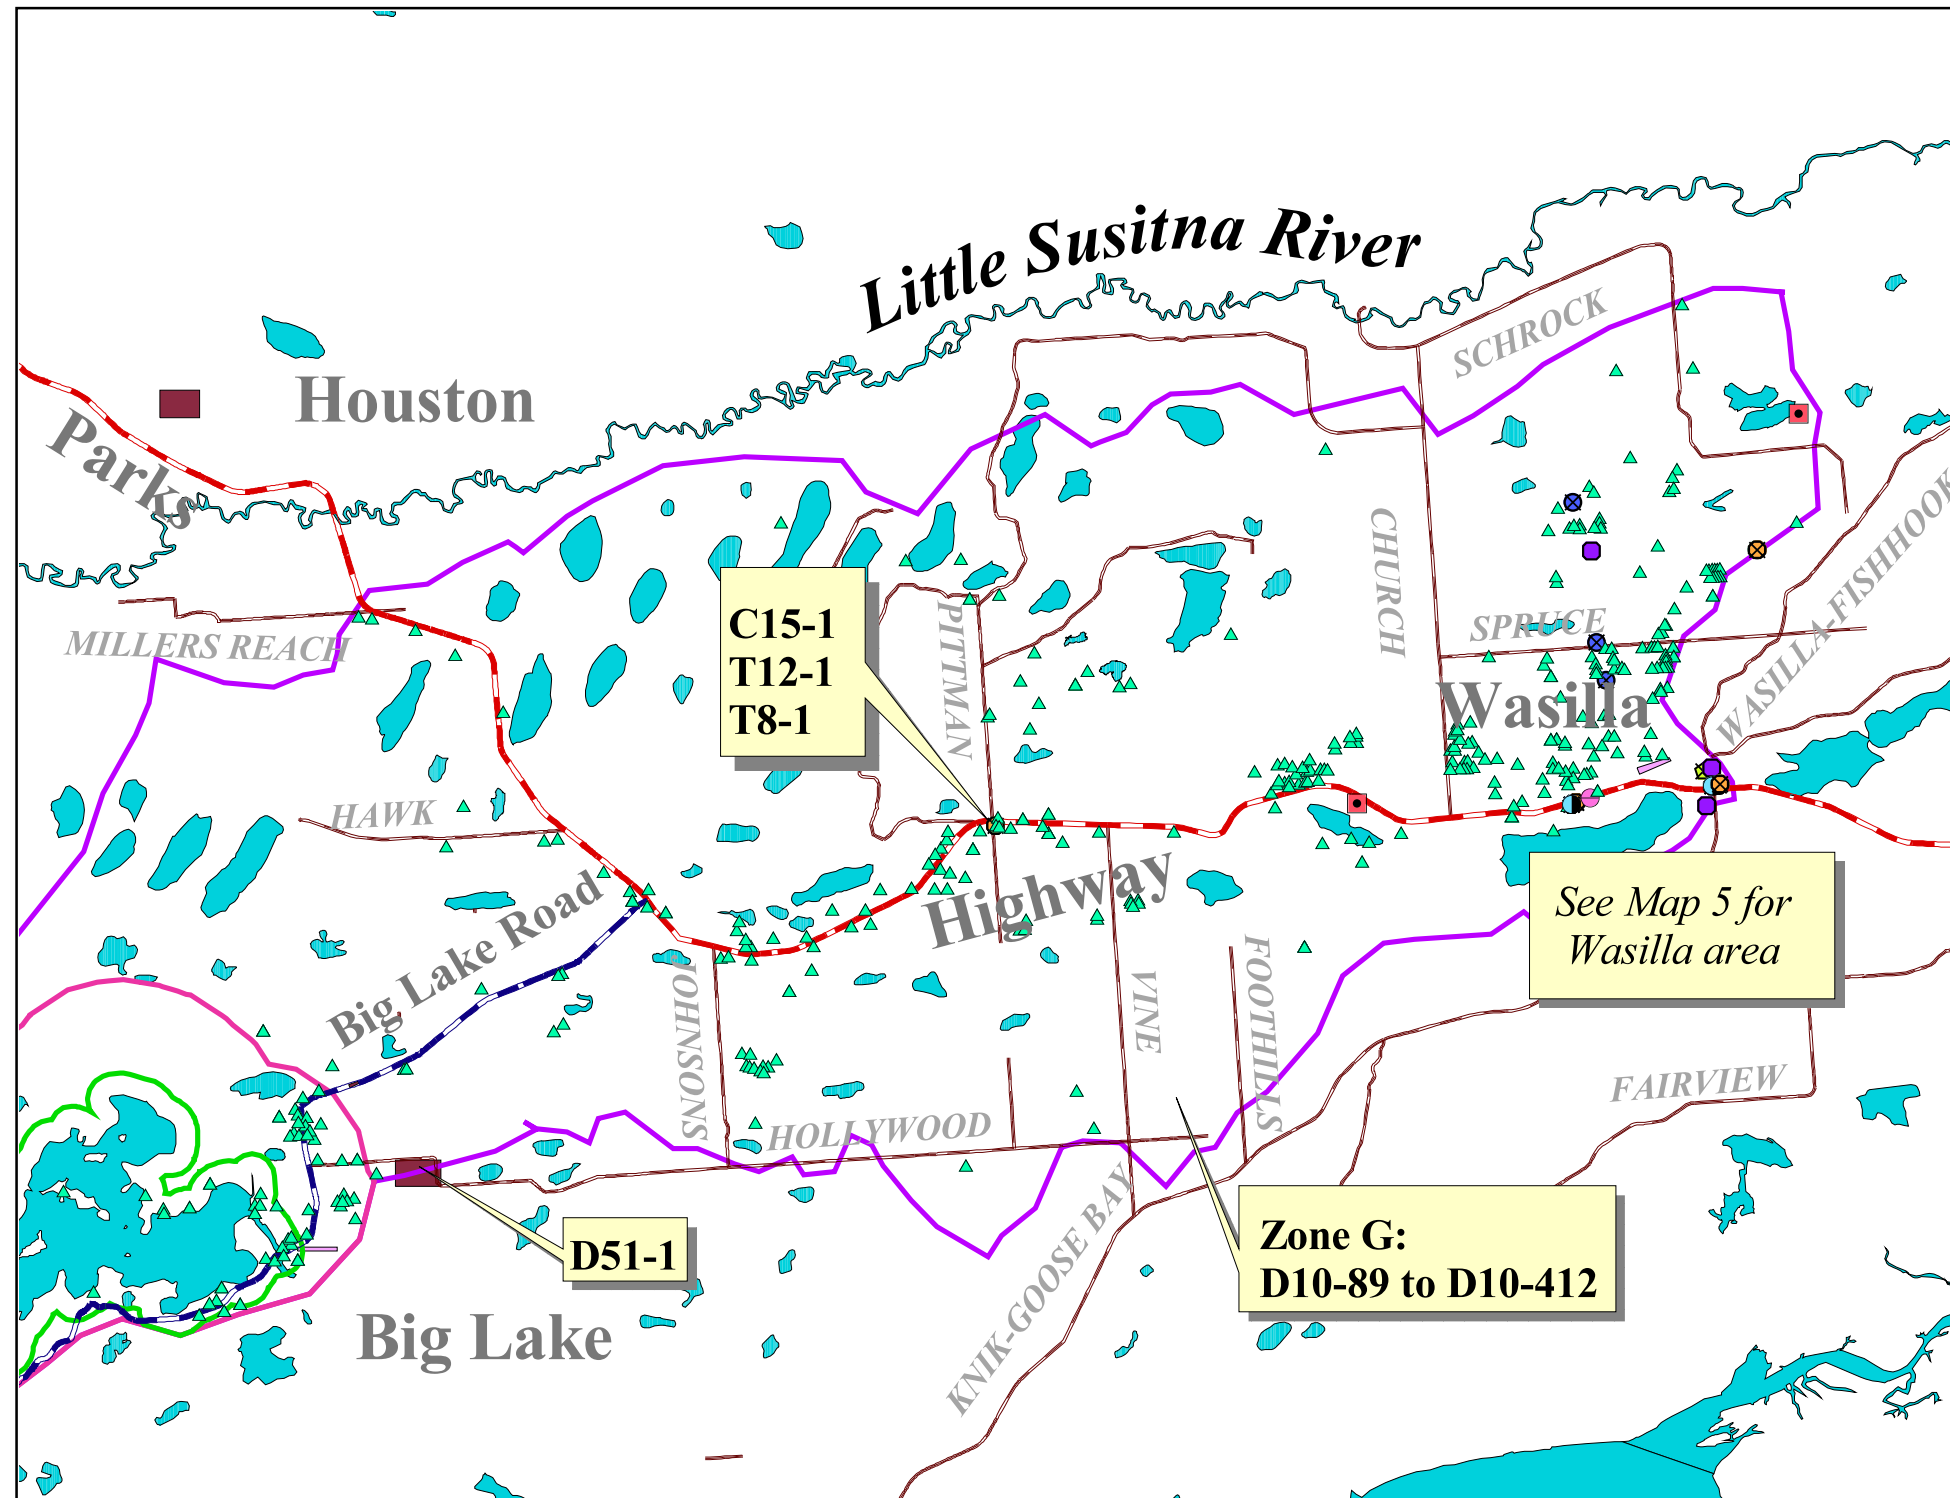 Little Susitna River
Houston
Parks
SCHROCK
MILLERS REACH
CHURCH
WASILLA-FISHHOOK
SPRUCE
C15-1
T12-1
T8-1
PITTMAN
Wasilla
HAWK
Highway
Big Lake Road
See Map 5 for
Wasilla area
JOHNSONS
VINE
FOOTHILLS
FAIRVIEW
HOLLYWOOD
KNIK-GOOSE BAY
D51-1
Zone G:
D10-89 to D10-412
Big Lake